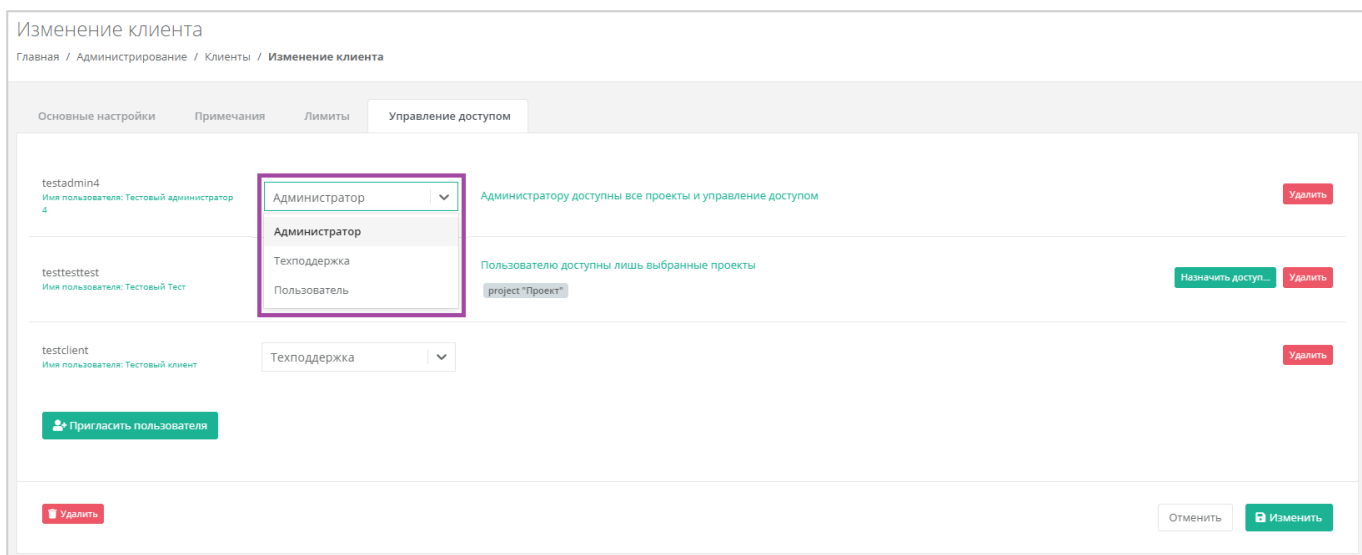 Изменение клиента
Главная / Администрирование / Клиенты / Изменение клиента
Основные настройки Примечания Лимиты Управление доступом
testadmin4
Имя пользователя: Тестовый администратор
4
Администратор
Администратору доступны все проекты и управление доступом
Удалить
Администратор
Техподдержка
Пользователь
testtesttest
Имя пользователя: Тестовый Тест
Пользователю доступны лишь выбранные проекты
project "Проект"
Назначить доступ...
Удалить
testclient
Имя пользователя: Тестовый клиент
Техподдержка
Удалить
Пригласить пользователя
Удалить
Отменить
Изменить